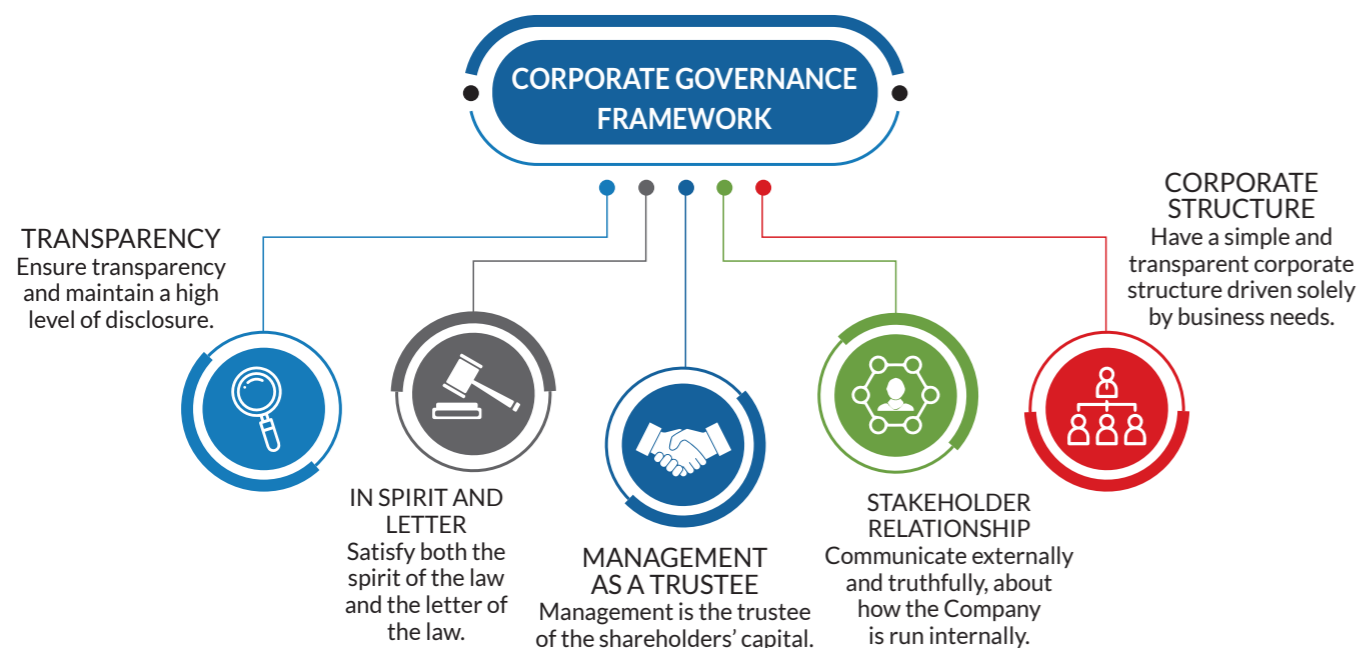 CORPORATE GOVERNANCE
FRAMEWORK
TRANSPARENCY
Ensure transparency
and maintain a high
level of disclosure.
IN SPIRIT AND
LETTER
Satisfy both the
spirit of the law
and the letter of
the law.
MANAGEMENT
AS A TRUSTEE
Management is the trustee
of the shareholders’ capital.
STAKEHOLDER
RELATIONSHIP
Communicate externally
and truthfully, about
how the Company
is run internally.
CORPORATE
STRUCTURE
Have a simple and
transparent corporate
structure driven solely
by business needs.